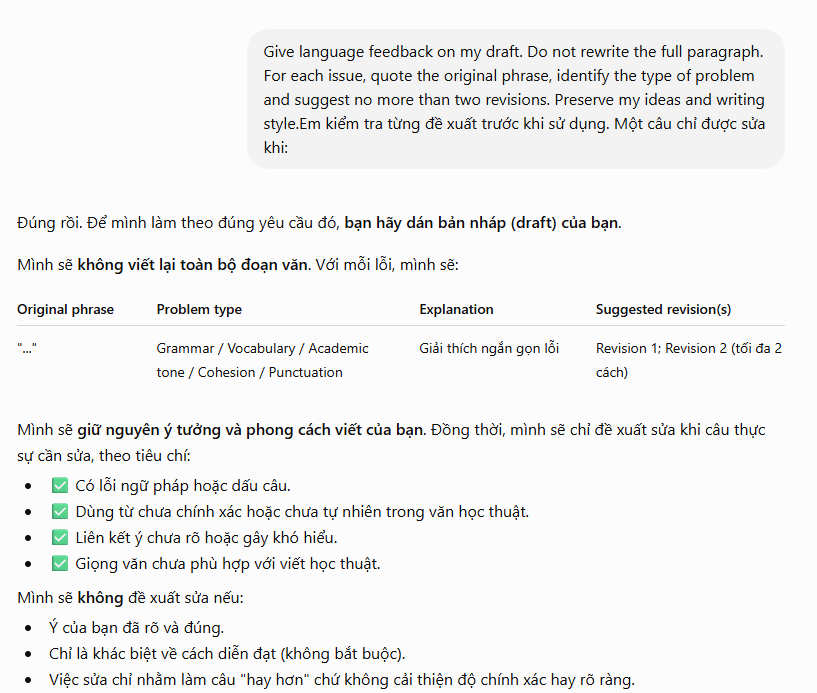 Give language feedback on my draft. Do not rewrite the full paragraph.
For each issue, quote the original phrase, identify the type of problem
and suggest no more than two revisions. Preserve my ideas and writing
style.Em kiểm tra từng đề xuất trước khi sử dụng. Một câu chỉ được sửa
khi:
Đúng rồi. Để mình làm theo đúng yêu cầu đó, bạn hãy dán bản nháp (draft) của bạn.
Mình sẽ không viết lại toàn bộ đoạn văn. Với mỗi lỗi, mình sẽ:
Original phrase Problem type Explanation Suggested revision(s)
"..." Grammar / Vocabulary / Academic Giải thích ngắn gọn lỗi Revision 1; Revision 2 (tối đa 2
tone / Cohesion / Punctuation cách)
Mình sẽ giữ nguyên ý tưởng và phong cách viết của bạn. Đồng thời, mình sẽ chỉ đề xuất sửa khi câu thực
sự cần sửa, theo tiêu chí:
• ✅ Có lỗi ngữ pháp hoặc dấu câu.
• ✅ Dùng từ chưa chính xác hoặc chưa tự nhiên trong văn học thuật.
• ✅ Liên kết ý chưa rõ hoặc gây khó hiểu.
• ✅ Giọng văn chưa phù hợp với viết học thuật.
Mình sẽ không đề xuất sửa nếu:
• Ý của bạn đã rõ và đúng.
• Chỉ là khác biệt về cách diễn đạt (không bắt buộc).
• Việc sửa chỉ nhằm làm câu "hay hơn" chứ không cải thiện độ chính xác hay rõ ràng.